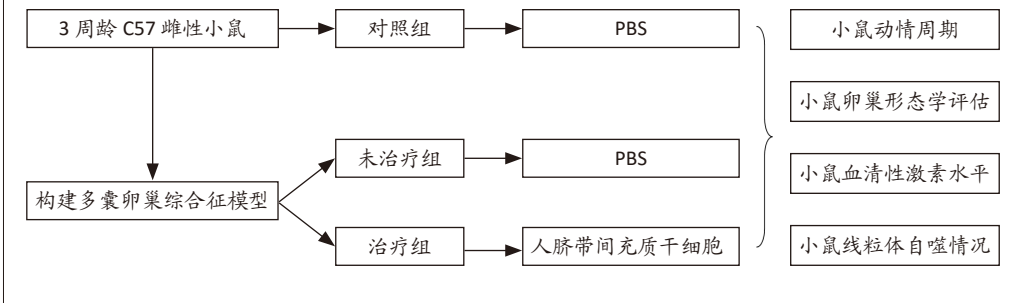 3 周龄 C57 雌性小鼠
对照组
PBS
小鼠动情周期
小鼠卵巢形态学评估
未治疗组
PBS
小鼠血清性激素水平
构建多囊卵巢综合征模型
治疗组
人脐带间充质干细胞
小鼠线粒体自噬情况